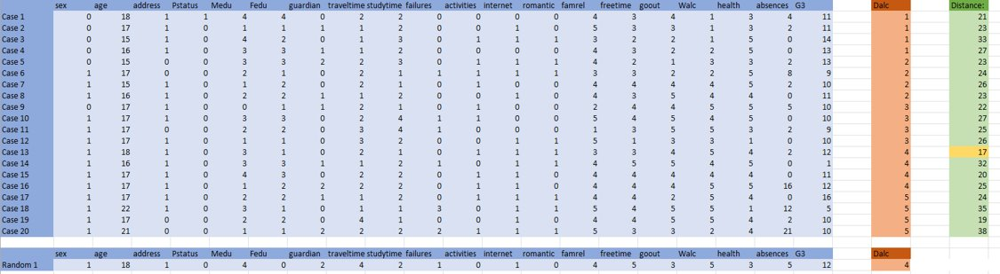 sex age address Pstatus Medu Fedu guardian traveltime studytime failures activities internet romantic famrel freetime gout Walc health absences G3 Dalc Distance:
Case 1 0 18 1 1 4 4 0 2 2 0 0 0 0 4 3 4 1 3 4 11 1 21
Case 2 0 17 1 0 1 1 1 1 2 0 0 1 0 5 3 3 1 3 2 11 1 23
Case 3 0 15 1 0 4 2 0 1 3 0 1 1 1 3 2 2 1 5 0 14 1 33
Case 4 0 16 1 0 3 3 1 1 2 0 0 1 0 4 3 2 2 5 0 13 1 27
Case 5 0 15 0 0 3 3 2 2 3 0 1 1 1 4 2 1 3 3 2 13 2 23
Case 6 1 17 0 0 2 1 0 2 1 1 1 1 1 3 3 2 2 5 8 9 2 24
Case 7 1 15 1 0 1 2 0 1 2 0 1 0 0 4 4 4 4 5 2 10 2 26
Case 8 1 16 1 0 2 2 1 1 2 0 0 1 0 4 3 5 4 4 0 11 2 23
Case 9 0 17 1 0 0 1 1 2 1 0 1 0 0 2 4 4 5 5 5 10 3 22
Case 10 1 17 1 0 3 3 0 2 4 1 1 0 0 5 4 5 4 5 0 10 3 27
Case 11 1 17 0 0 2 2 0 3 4 1 0 0 0 1 3 5 5 3 2 9 3 25
Case 12 1 17 1 0 1 1 0 3 2 0 1 1 1 5 1 3 3 1 0 10 3 26
Case 13 1 18 1 0 3 1 0 2 1 0 1 1 1 3 3 4 5 4 2 12 4 17
Case 14 1 16 1 0 3 3 1 1 2 1 0 1 1 4 5 5 4 5 0 1 4 32
Case 15 1 17 1 0 4 3 0 2 2 0 1 1 1 4 4 4 4 4 0 11 4 20
Case 16 1 17 1 0 1 2 2 2 2 0 1 1 0 4 4 4 5 5 16 12 4 25
Case 17 1 17 1 0 2 2 1 1 2 0 0 1 1 4 4 2 5 4 0 16 5 24
Case 18 1 22 1 0 3 1 0 1 1 3 0 1 1 5 4 5 5 1 12 5 5 35
Case 19 1 17 0 0 2 2 0 4 1 0 0 0 1 4 5 5 5 4 2 10 5 19
Case 20 1 21 0 0 1 1 2 2 2 2 2 1 1 5 3 3 2 4 21 10 5 38
sex age address Pstatus Medu Fedu guardian traveltime studytime failures activities internet romantic famrel freetime gout Walc health absences G3 Dalc
Random 1 1 18 1 0 4 0 2 4 2 1 0 1 0 4 5 3 5 3 5 12 4